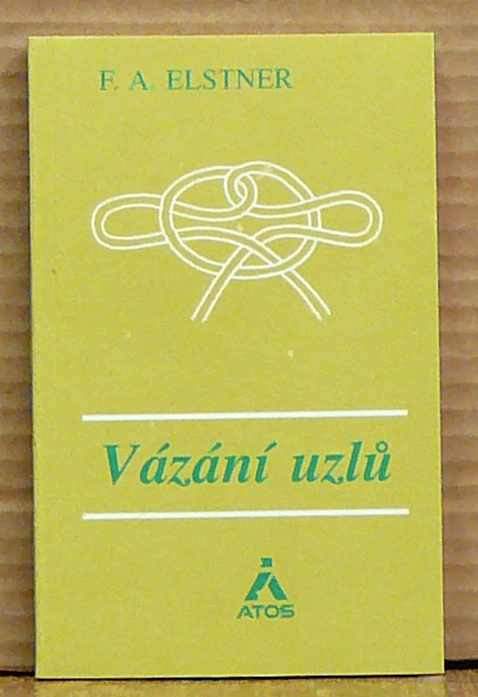 F. A. ELSTNER
Vázání uzlů
ATOS